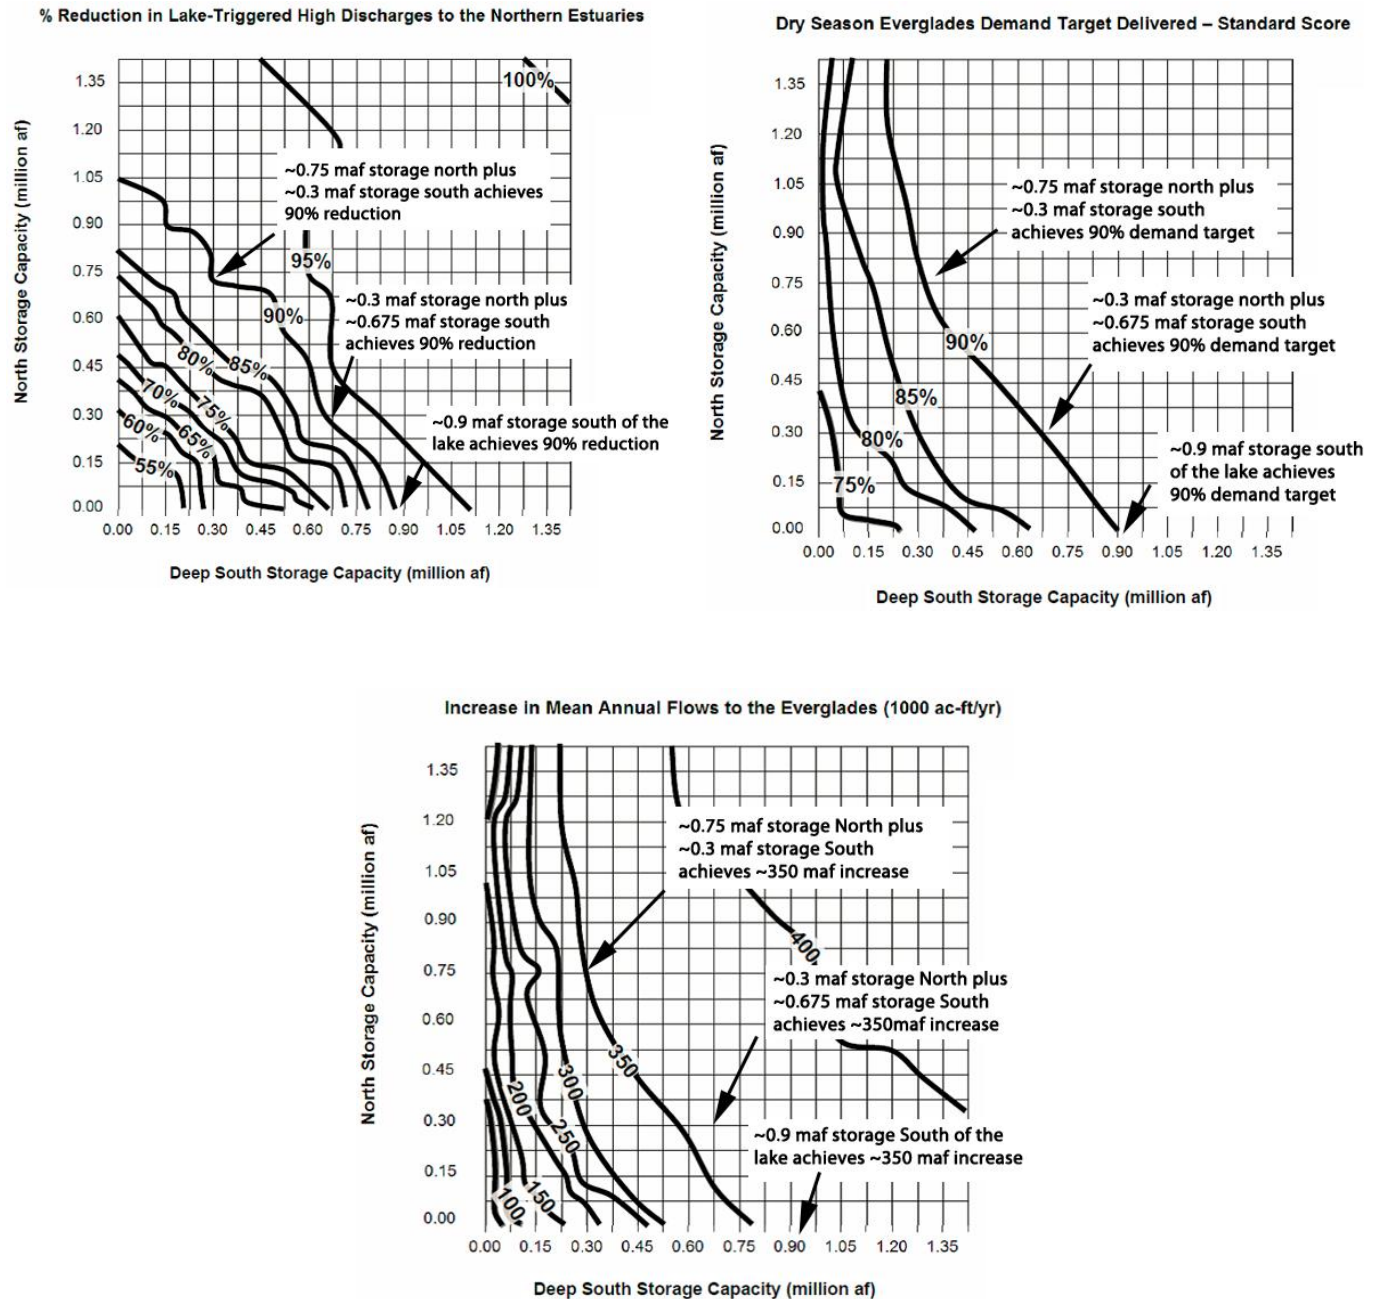 % Reduction in Lake-Triggered High Discharges to the Northern Estuaries
North Storage Capacity (million af)
1.35
1.20
1.05
0.90
0.75
0.60
0.45
0.30
0.15
0.00
100%
~0.75 maf storage north plus
~0.3 maf storage south achieves
90% reduction
95%
~0.3 maf storage north plus
~0.675 maf storage south
achieves 90% reduction
90%
80%
85%
70%
75%
60%
65%
55%
~0.9 maf storage south of the
lake achieves 90% reduction
0.00 0.15 0.30 0.45 0.60 0.75 0.90 1.05 1.20 1.35
Deep South Storage Capacity (million af)
Dry Season Everglades Demand Target Delivered – Standard Score
North Storage Capacity (million af)
1.35
1.20
1.05
0.90
0.75
0.60
0.45
0.30
0.15
0.00
~0.75 maf storage north plus
~0.3 maf storage south
achieves 90% demand target
~0.3 maf storage north plus
~0.675 maf storage south
achieves 90% demand target
90%
85%
80%
75%
~0.9 maf storage south
of the lake achieves
90% demand target
0.00 0.15 0.30 0.45 0.60 0.75 0.90 1.05 1.20 1.35
Deep South Storage Capacity (million af)
Increase in Mean Annual Flows to the Everglades (1000 ac-ft/yr)
North Storage Capacity (million af)
1.35
1.20
1.05
0.90
0.75
0.60
0.45
0.30
0.15
0.00
~0.75 maf storage North plus
~0.3 maf storage South
achieves ~350 maf increase
400
~0.3 maf storage North plus
~0.675 maf storage South
achieves ~350maf increase
350
300
200
250
150
100
~0.9 maf storage South of the
lake achieves ~350 maf increase
0.00 0.15 0.30 0.45 0.60 0.75 0.90 1.05 1.20 1.35
Deep South Storage Capacity (million af)